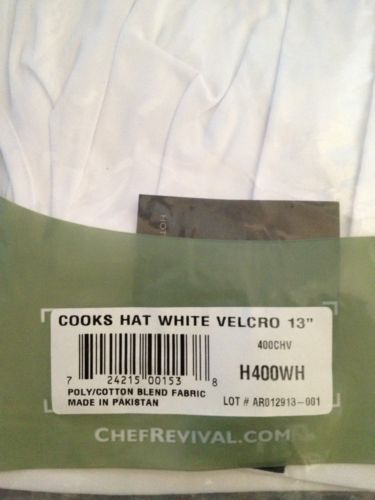 HOT
COOKS HAT WHITE VELCRO 13"
400CHV
7 24215 00153 8
H400WH
POLY/COTTON BLEND FABRIC
MADE IN PAKISTAN
LOT # AR012913-001
CHEFREVIVAL.COM